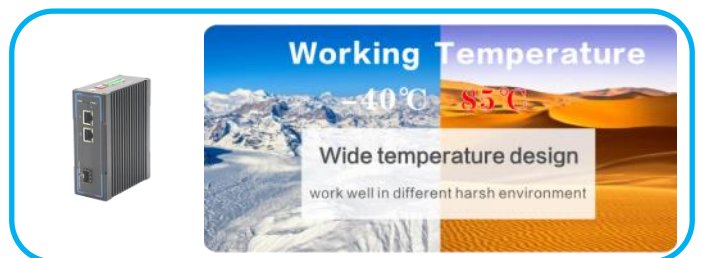 Working Temperature
-40℃ 85℃
Wide temperature design
work well in different harsh environment